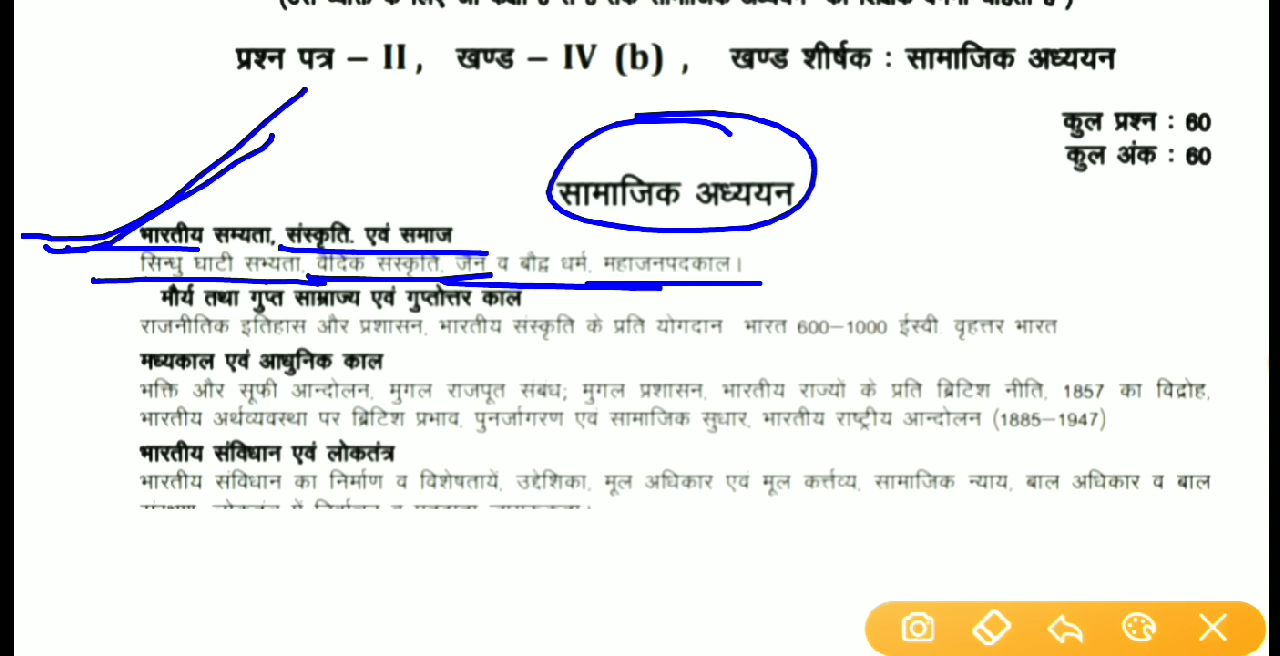 प्रश्न पत्र – II, खण्ड – IV (b), खण्ड शीर्षक : सामाजिक अध्ययन
कुल प्रश्न : 60
कुल अंक : 60
सामाजिक अध्ययन
भारतीय सभ्यता, संस्कृति. एवं समाज
सिन्धु घाटी सभ्यता, वैदिक संस्कृति, जैन व बौद्ध धर्म, महाजनपदकाल।
मौर्य तथा गुप्त साम्राज्य एवं गुप्तोत्तर काल
राजनीतिक इतिहास और प्रशासन, भारतीय संस्कृति के प्रति योगदान भारत 600–1000 ईस्वी, वृहत्तर भारत
मध्यकाल एवं आधुनिक काल
भक्ति और सूफी आन्दोलन, मुगल राजपूत संबंध; मुगल प्रशासन, भारतीय राज्यों के प्रति ब्रिटिश नीति, 1857 का विद्रोह,
भारतीय अर्थव्यवस्था पर ब्रिटिश प्रभाव, पुनर्जागरण एवं सामाजिक सुधार, भारतीय राष्ट्रीय आन्दोलन (1885–1947)
भारतीय संविधान एवं लोकतंत्र
भारतीय संविधान का निर्माण व विशेषतायें, उद्देशिका, मूल अधिकार एवं मूल कर्त्तव्य, सामाजिक न्याय, बाल अधिकार व बाल